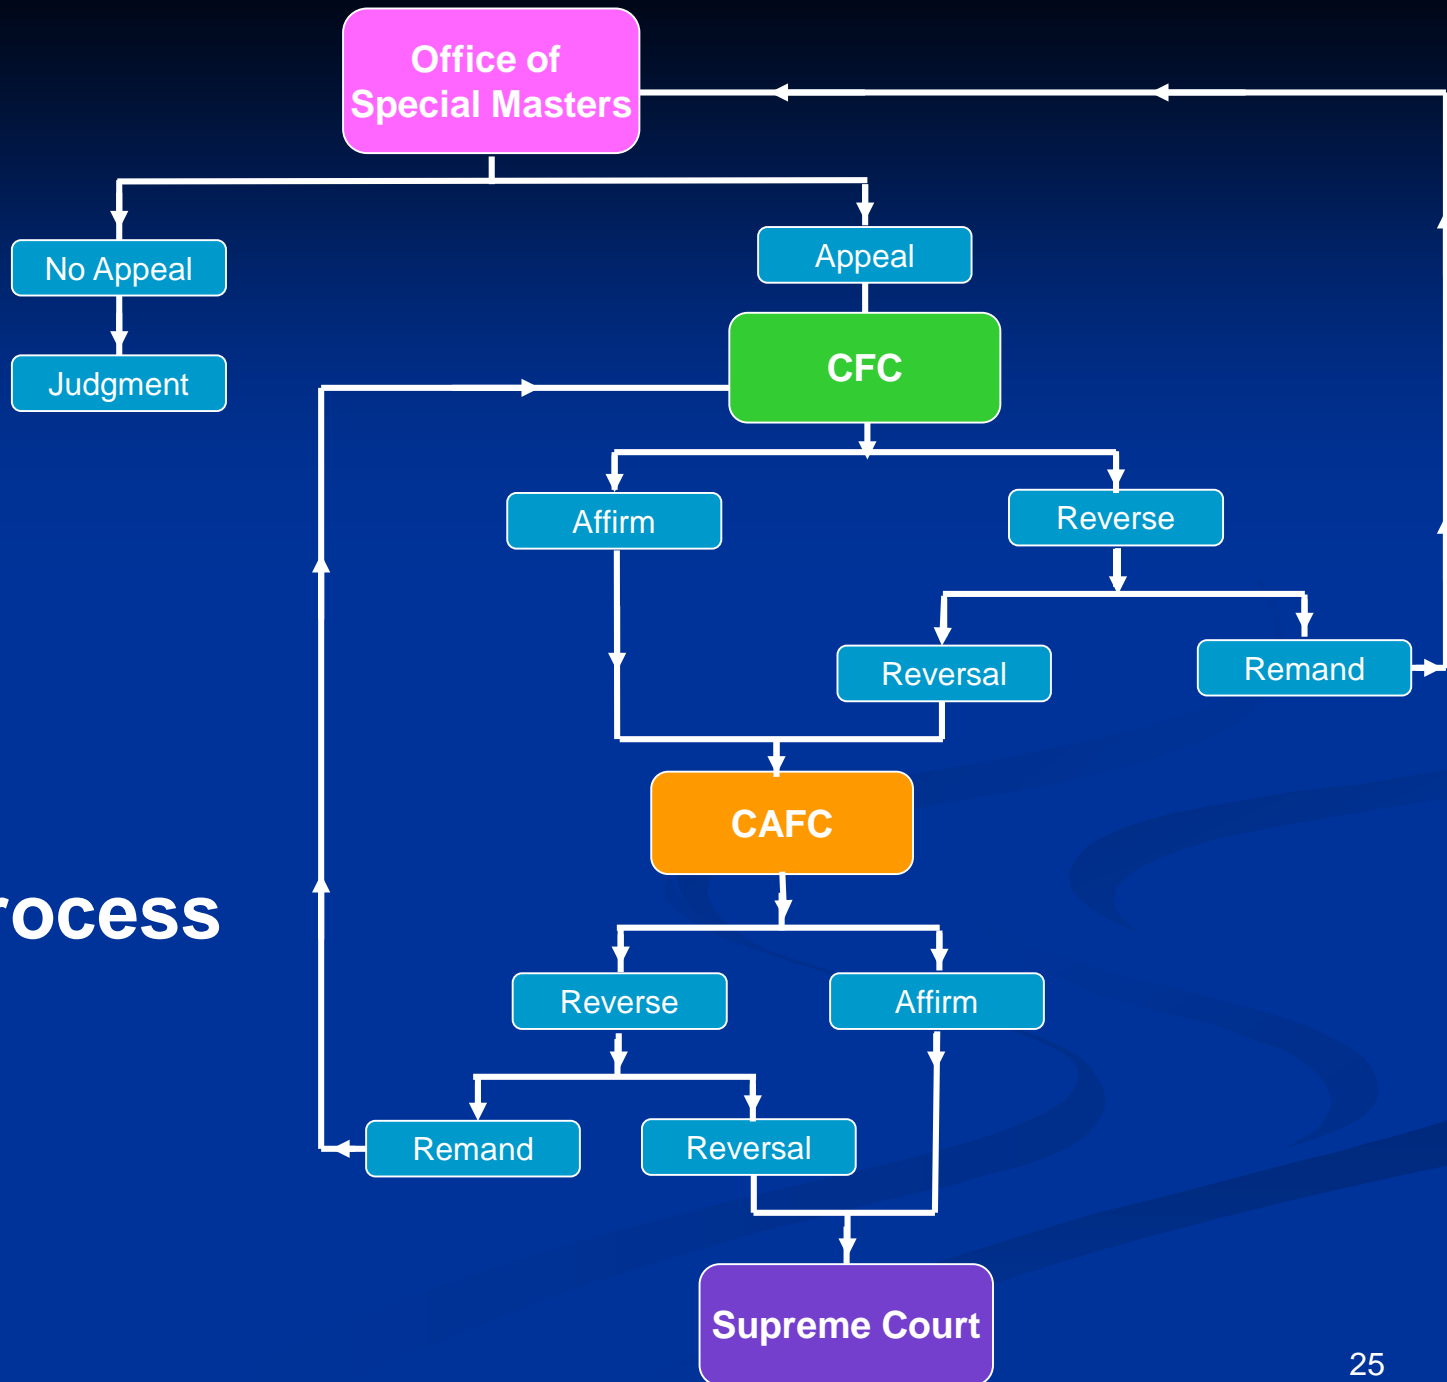 Office of
Special Masters
No Appeal
Appeal
Judgment
CFC
Affirm
Reverse
Reversal
Remand
CAFC
rocess
Reverse
Affirm
Remand
Reversal
Supreme Court
25